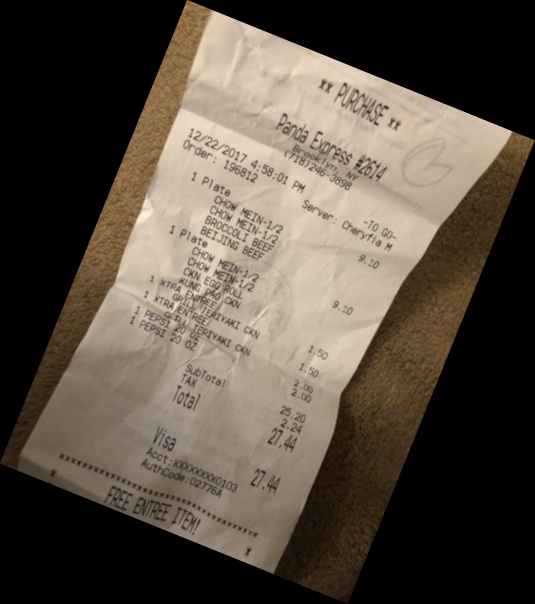 ** PURCHASE **
Panda Express #2614
Brooklyn, NY
(718)246-3898
-TO GO-
12/22/2017 4:58:01 PM
Order: 196812 Server: Cheryfla M
1 Plate 9.10
CHOW MEIN-1/2
CHOW MEIN-1/2
BROCCOLI BEEF
BEIJING BEEF
1 Plate 9.10
CHOW MEIN-1/2
CHOW MEIN-1/2
CKN EGG ROLL
KUNG PAO CKN
1 XTRA ENTREE 1.50
GRILL TERIYAKI CKN
1 XTRA ENTREE 1.50
GRILL TERIYAKI CKN
1 PEPSI 20 OZ 2.00
1 PEPSI 20 OZ 2.00
SubTotal 25.20
TAX 2.24
Total 27.44
Visa 27.44
Acct:XXXXXXXX0103
AuthCode:02776A
****************************************
* *
FREE ENTREE ITEM!